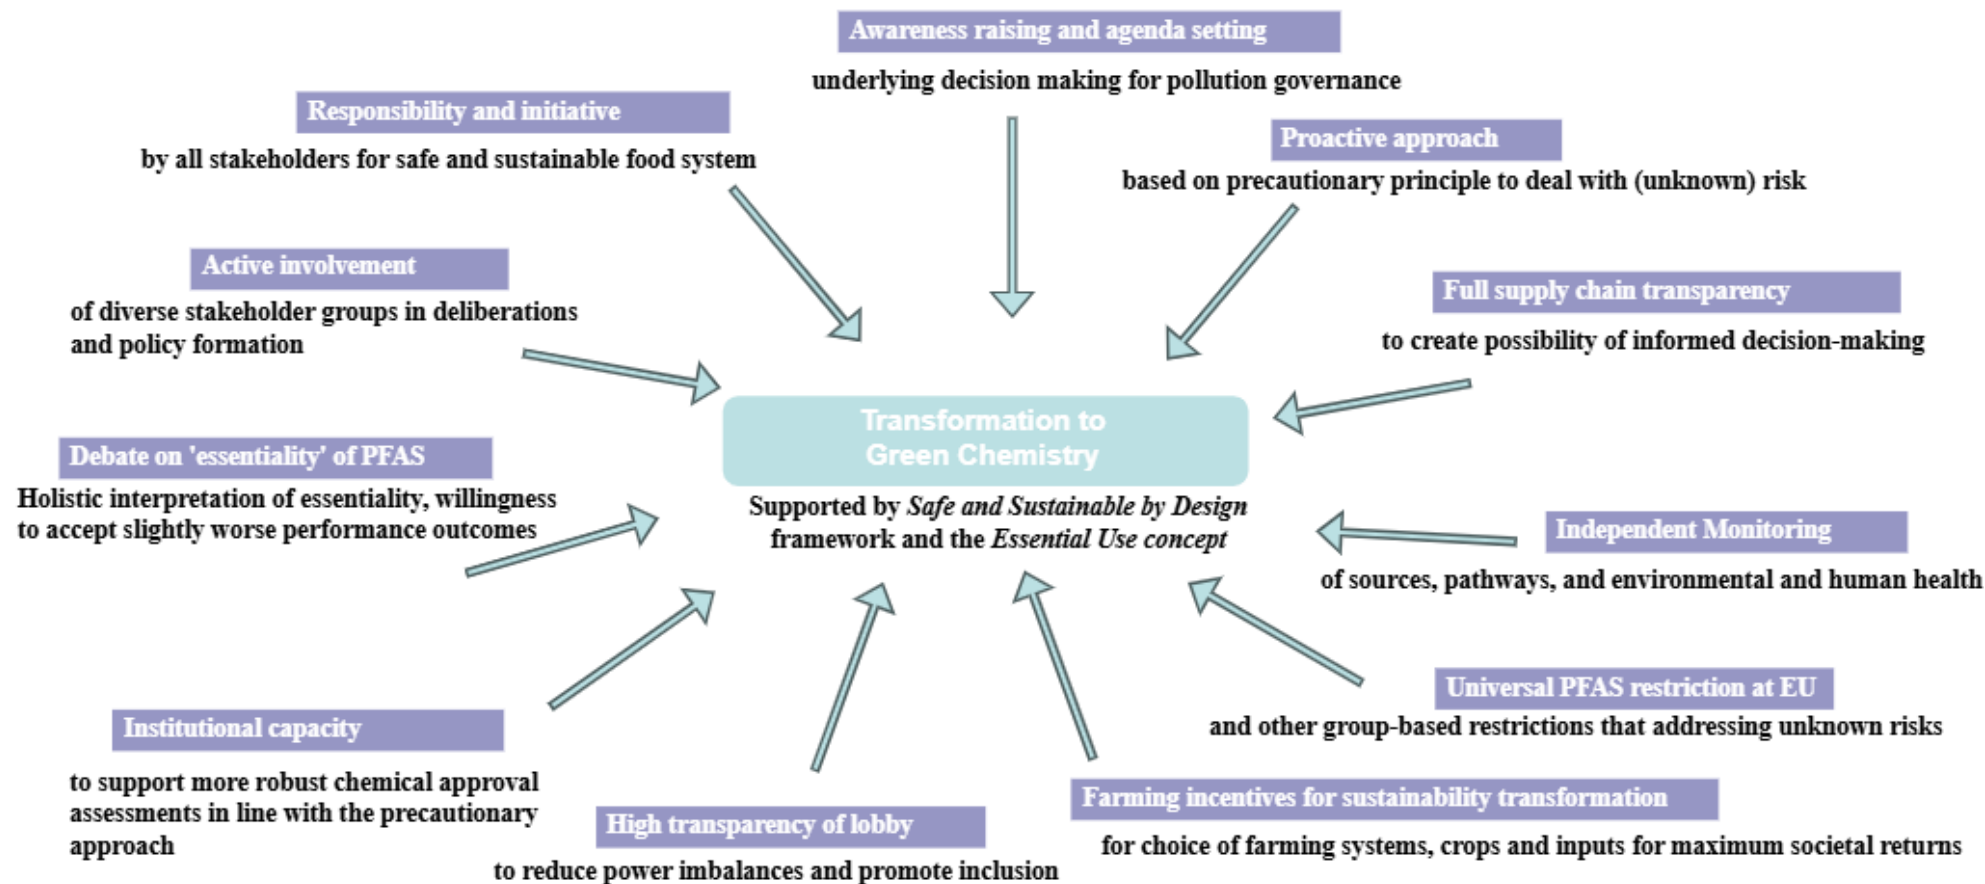 Awareness raising and agenda setting
underlying decision making for pollution governance
Responsibility and initiative
by all stakeholders for safe and sustainable food system
Proactive approach
based on precautionary principle to deal with (unknown) risk
Active involvement
of diverse stakeholder groups in deliberations
and policy formation
Full supply chain transparency
to create possibility of informed decision-making
Transformation to
Green Chemistry
Supported by Safe and Sustainable by Design
framework and the Essential Use concept
Debate on 'essentiality' of PFAS
Holistic interpretation of essentiality, willingness
to accept slightly worse performance outcomes
Independent Monitoring
of sources, pathways, and environmental and human health
Institutional capacity
to support more robust chemical approval
assessments in line with the precautionary
approach
Universal PFAS restriction at EU
and other group-based restrictions that addressing unknown risks
High transparency of lobby
to reduce power imbalances and promote inclusion
Farming incentives for sustainability transformation
for choice of farming systems, crops and inputs for maximum societal returns